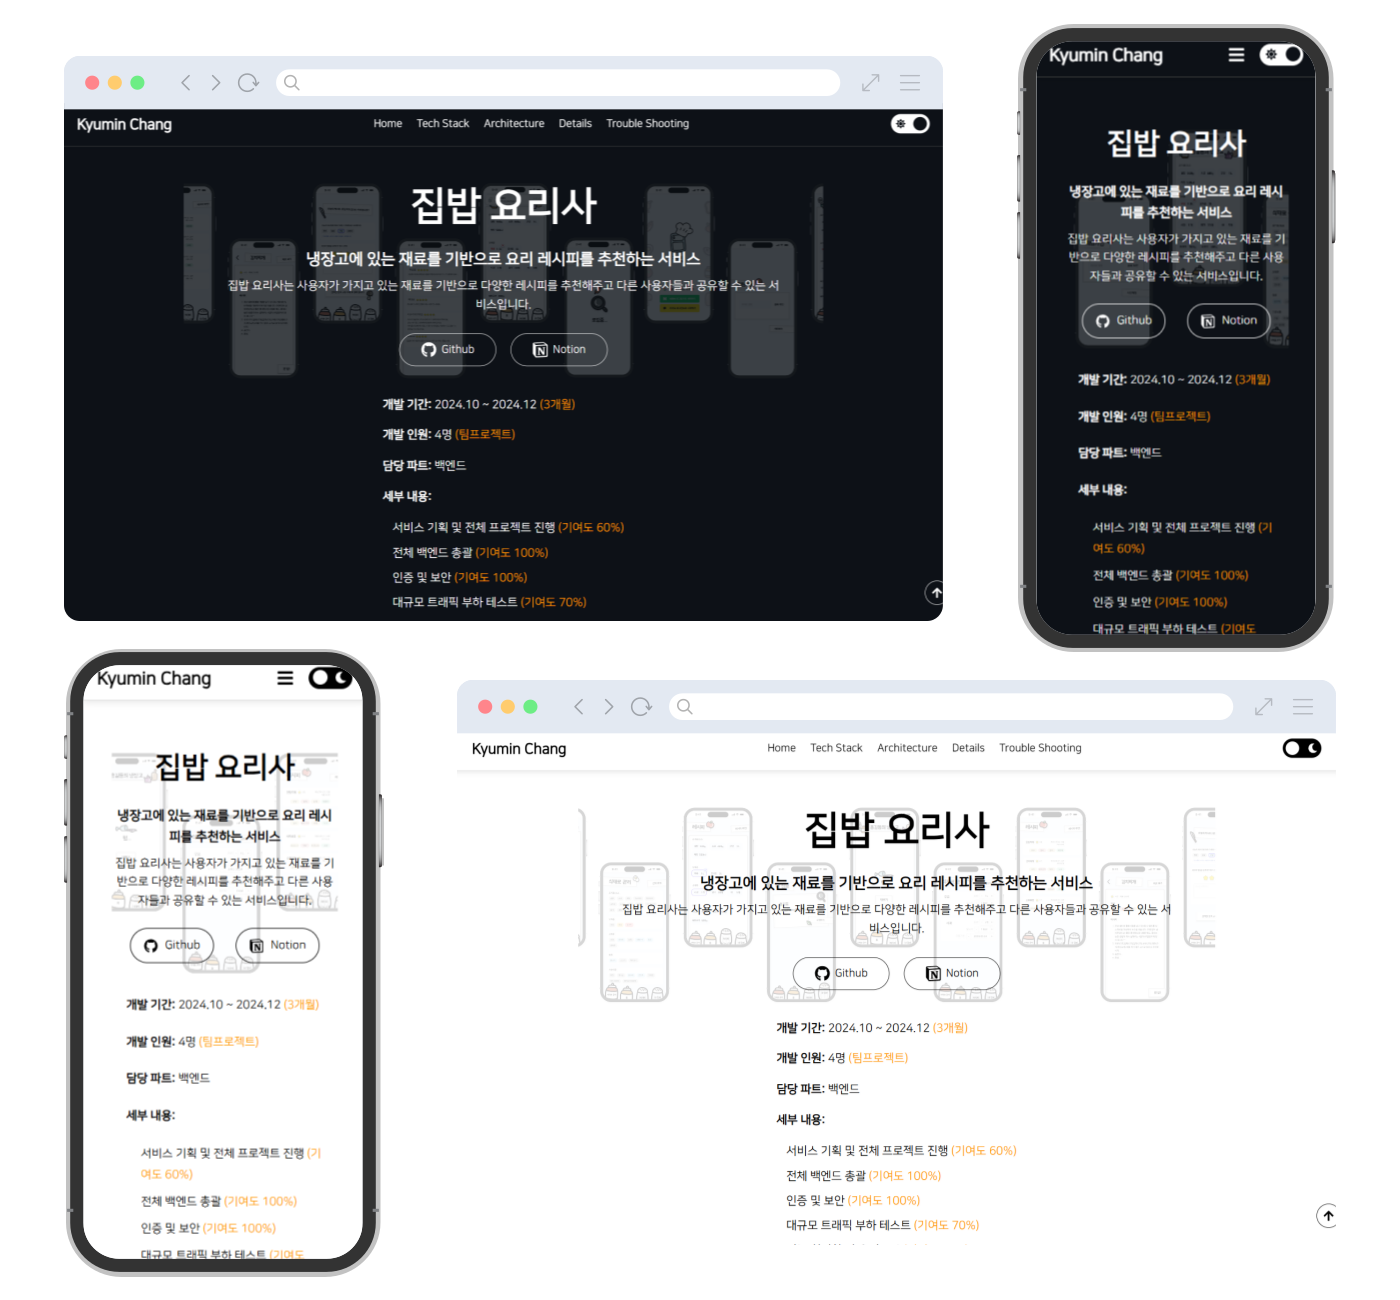 Kyumin Chang
Home Tech Stack Architecture Details Trouble Shooting
집밥 요리사
냉장고에 있는 재료를 기반으로 요리 레시피를 추천하는 서비스
집밥 요리사는 사용자가 가지고 있는 재료를 기반으로 다양한 레시피를 추천해주고 다른 사용자들과 공유할 수 있는 서
비스입니다.
Github Notion
개발 기간: 2024.10 ~ 2024.12 (3개월)
개발 인원: 4명 (팀프로젝트)
담당 파트: 백엔드
세부 내용:
서비스 기획 및 전체 프로젝트 진행 (기여도 60%)
전체 백엔드 총괄 (기여도 100%)
인증 및 보안 (기여도 100%)
대규모 트래픽 부하 테스트 (기여도 70%)
Kyumin Chang
집밥 요리사
냉장고에 있는 재료를 기반으로 요리 레시
피를 추천하는 서비스
집밥 요리사는 사용자가 가지고 있는 재료를 기
반으로 다양한 레시피를 추천해주고 다른 사용
자들과 공유할 수 있는 서비스입니다.
Github Notion
개발 기간: 2024.10 ~ 2024.12 (3개월)
개발 인원: 4명 (팀프로젝트)
담당 파트: 백엔드
세부 내용:
서비스 기획 및 전체 프로젝트 진행 (기
여도 60%)
전체 백엔드 총괄 (기여도 100%)
인증 및 보안 (기여도 100%)
대규모 트래픽 부하 테스트 (기여도
Kyumin Chang
집밥 요리사
냉장고에 있는 재료를 기반으로 요리 레시
피를 추천하는 서비스
집밥 요리사는 사용자가 가지고 있는 재료를 기
반으로 다양한 레시피를 추천해주고 다른 사용
자들과 공유할 수 있는 서비스입니다.
Github Notion
개발 기간: 2024.10 ~ 2024.12 (3개월)
개발 인원: 4명 (팀프로젝트)
담당 파트: 백엔드
세부 내용:
서비스 기획 및 전체 프로젝트 진행 (기
여도 60%)
전체 백엔드 총괄 (기여도 100%)
인증 및 보안 (기여도 100%)
대규모 트래픽 부하 테스트 (기여도
Kyumin Chang
Home Tech Stack Architecture Details Trouble Shooting
집밥 요리사
냉장고에 있는 재료를 기반으로 요리 레시피를 추천하는 서비스
집밥 요리사는 사용자가 가지고 있는 재료를 기반으로 다양한 레시피를 추천해주고 다른 사용자들과 공유할 수 있는 서
비스입니다.
Github Notion
개발 기간: 2024.10 ~ 2024.12 (3개월)
개발 인원: 4명 (팀프로젝트)
담당 파트: 백엔드
세부 내용:
서비스 기획 및 전체 프로젝트 진행 (기여도 60%)
전체 백엔드 총괄 (기여도 100%)
인증 및 보안 (기여도 100%)
대규모 트래픽 부하 테스트 (기여도 70%)